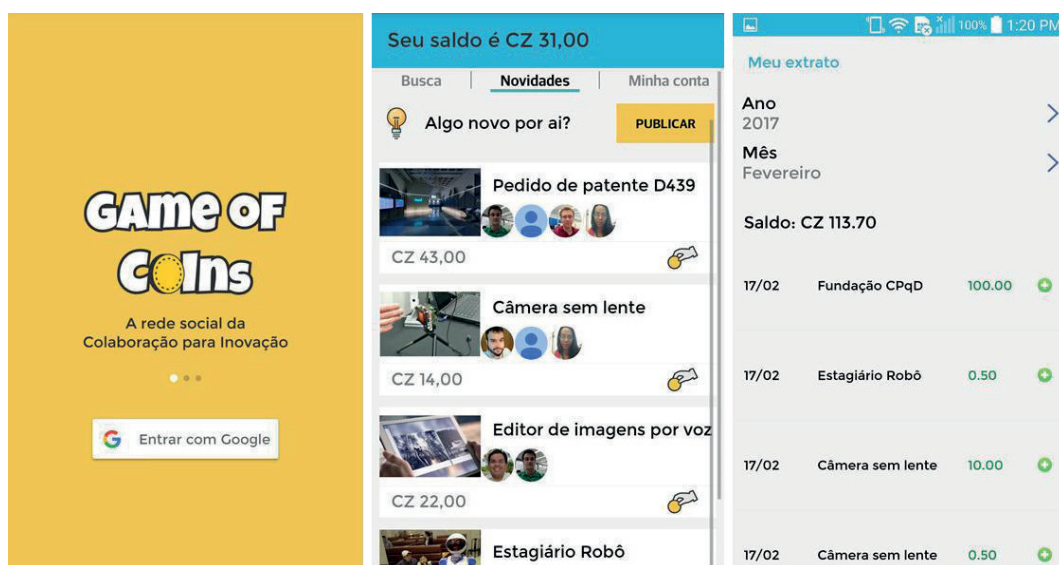 GAME OF
COINS
A rede social da
Colaboração para Inovação
Entrar com Google
Seu saldo é CZ 31,00
Busca | Novidades | Minha conta
Algo novo por ai?
PUBLICAR
Pedido de patente D439
CZ 43,00
Câmera sem lente
CZ 14,00
Editor de imagens por voz
CZ 22,00
Estagiário Robô
100% 1:20 PM
Meu extrato
Ano
2017
Mês
Fevereiro
Saldo: CZ 113.70
17/02 Fundação CPqD 100.00
17/02 Estagiário Robô 0.50
17/02 Câmera sem lente 10.00
17/02 Câmera sem lente 0.50